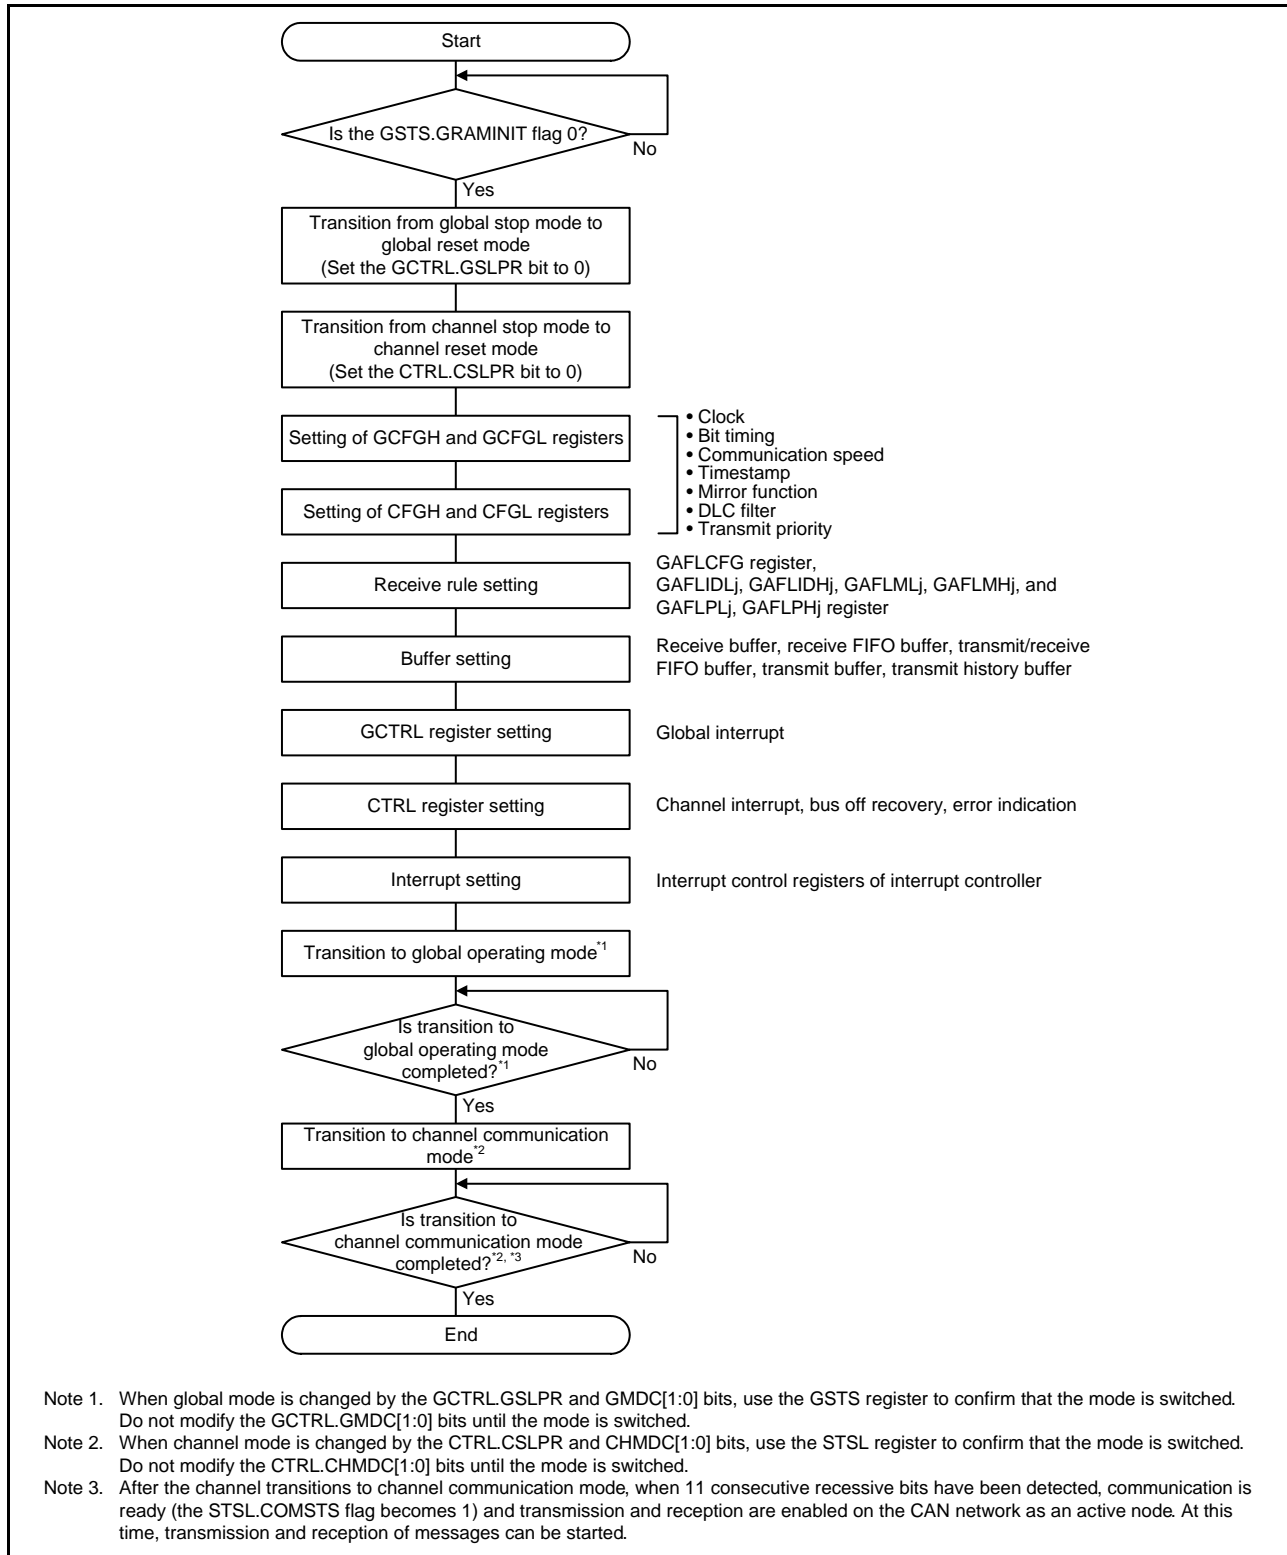 Start
Is the GSTS.GRAMINIT flag 0?
No
Yes
Transition from global stop mode to
global reset mode
(Set the GCTRL.GSLPR bit to 0)
Transition from channel stop mode to
channel reset mode
(Set the CTRL.CSLPR bit to 0)
Setting of GCFGH and GCFGL registers
Setting of CFGH and CFGL registers
• Clock
• Bit timing
• Communication speed
• Timestamp
• Mirror function
• DLC filter
• Transmit priority
Receive rule setting
GAFLCFG register,
GAFLIDLj, GAFLIDHj, GAFLMLj, GAFLMHj, and
GAFLPLj, GAFLPHj register
Buffer setting
Receive buffer, receive FIFO buffer, transmit/receive
FIFO buffer, transmit buffer, transmit history buffer
GCTRL register setting
Global interrupt
CTRL register setting
Channel interrupt, bus off recovery, error indication
Interrupt setting
Interrupt control registers of interrupt controller
Transition to global operating mode*1
Is transition to
global operating mode
completed?*1
No
Yes
Transition to channel communication
mode*2
Is transition to
channel communication mode
completed?*2, *3
No
Yes
End
Note 1. When global mode is changed by the GCTRL.GSLPR and GMDC[1:0] bits, use the GSTS register to confirm that the mode is switched.
Do not modify the GCTRL.GMDC[1:0] bits until the mode is switched.
Note 2. When channel mode is changed by the CTRL.CSLPR and CHMDC[1:0] bits, use the STSL register to confirm that the mode is switched.
Do not modify the CTRL.CHMDC[1:0] bits until the mode is switched.
Note 3. After the channel transitions to channel communication mode, when 11 consecutive recessive bits have been detected, communication is
ready (the STSL.COMSTS flag becomes 1) and transmission and reception are enabled on the CAN network as an active node. At this
time, transmission and reception of messages can be started.